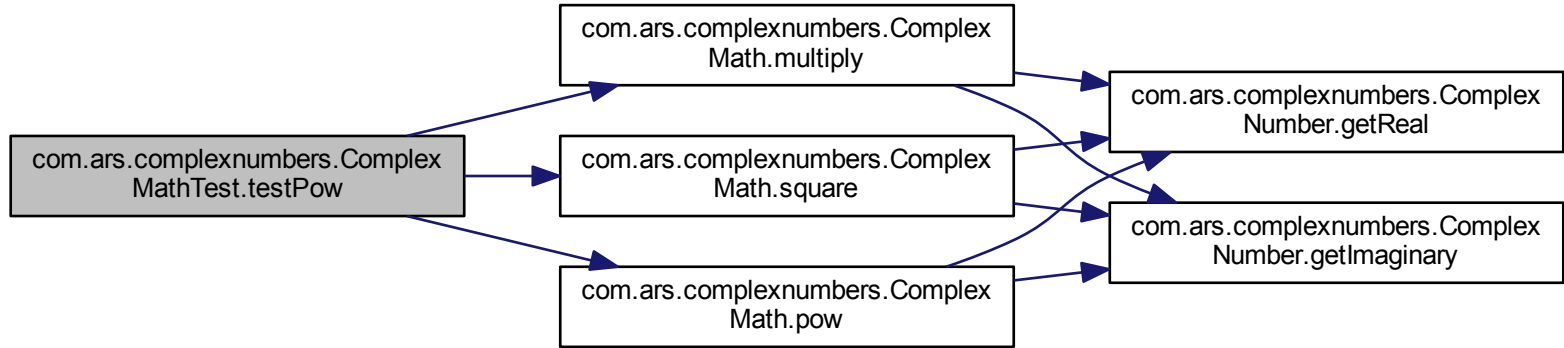 com.ars.complexnumbers.Complex
MathTest.testPow
com.ars.complexnumbers.Complex
Math.multiply
com.ars.complexnumbers.Complex
Math.square
com.ars.complexnumbers.Complex
Math.pow
com.ars.complexnumbers.Complex
Number.getReal
com.ars.complexnumbers.Complex
Number.getImaginary